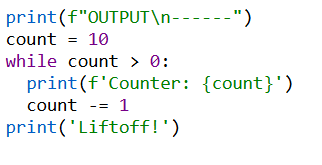 print(f"OUTPUT\n------")
count = 10
while count > 0:
  print(f'Counter: {count}')
  count -= 1
print('Liftoff!')